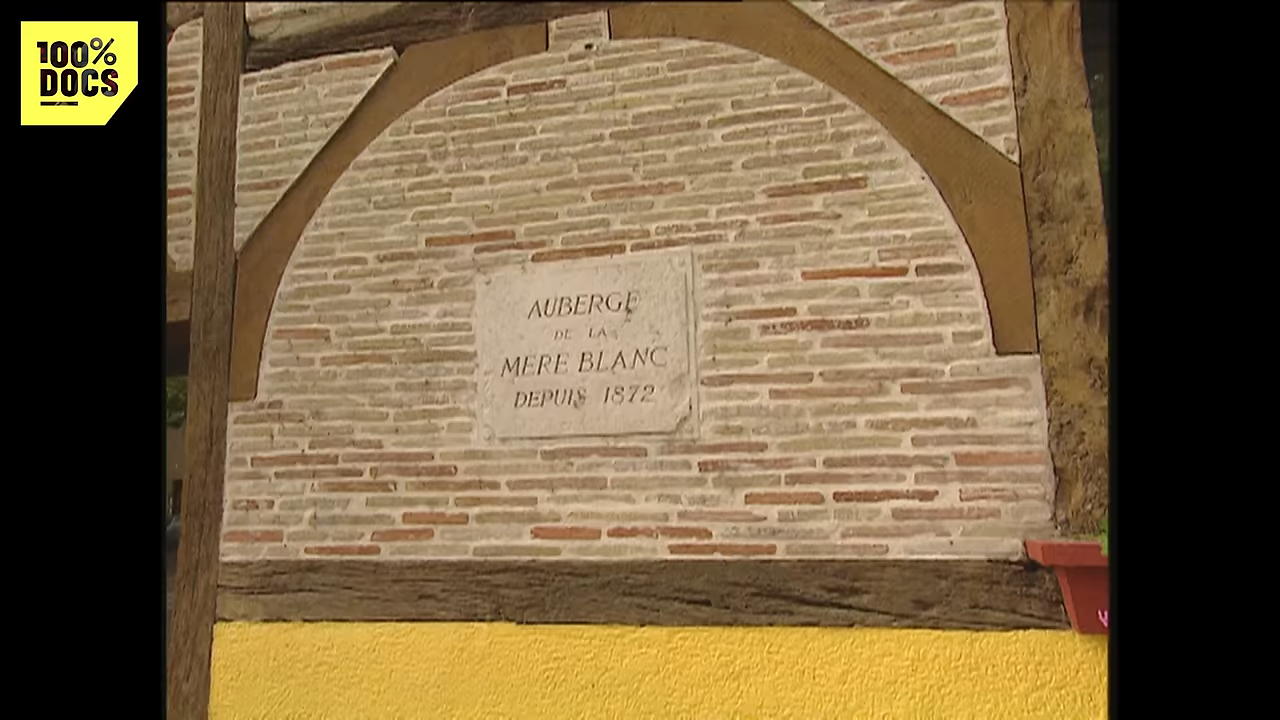 100%
DOCS
AUBERGE
DE LA
MERE BLANC
DEPUIS 1872